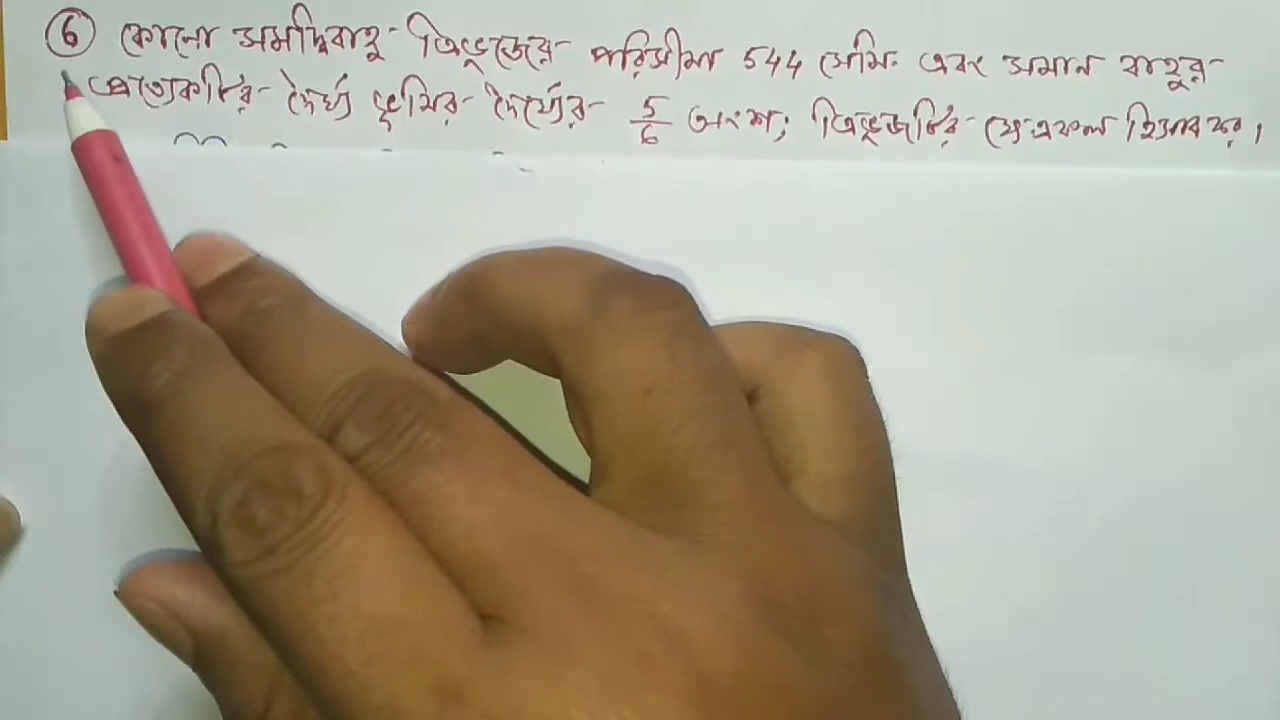 6 কোনো সমদ্বিবাহু ত্রিভূজের পরিসীমা 544 সেমি. এবং সমান বাহুর
প্রত্যেকটির দৈর্ঘ্য ভূমির দৈর্ঘ্যের 5/6 অংশ; ত্রিভূজটির ক্ষেত্রফল হিসাব কর।